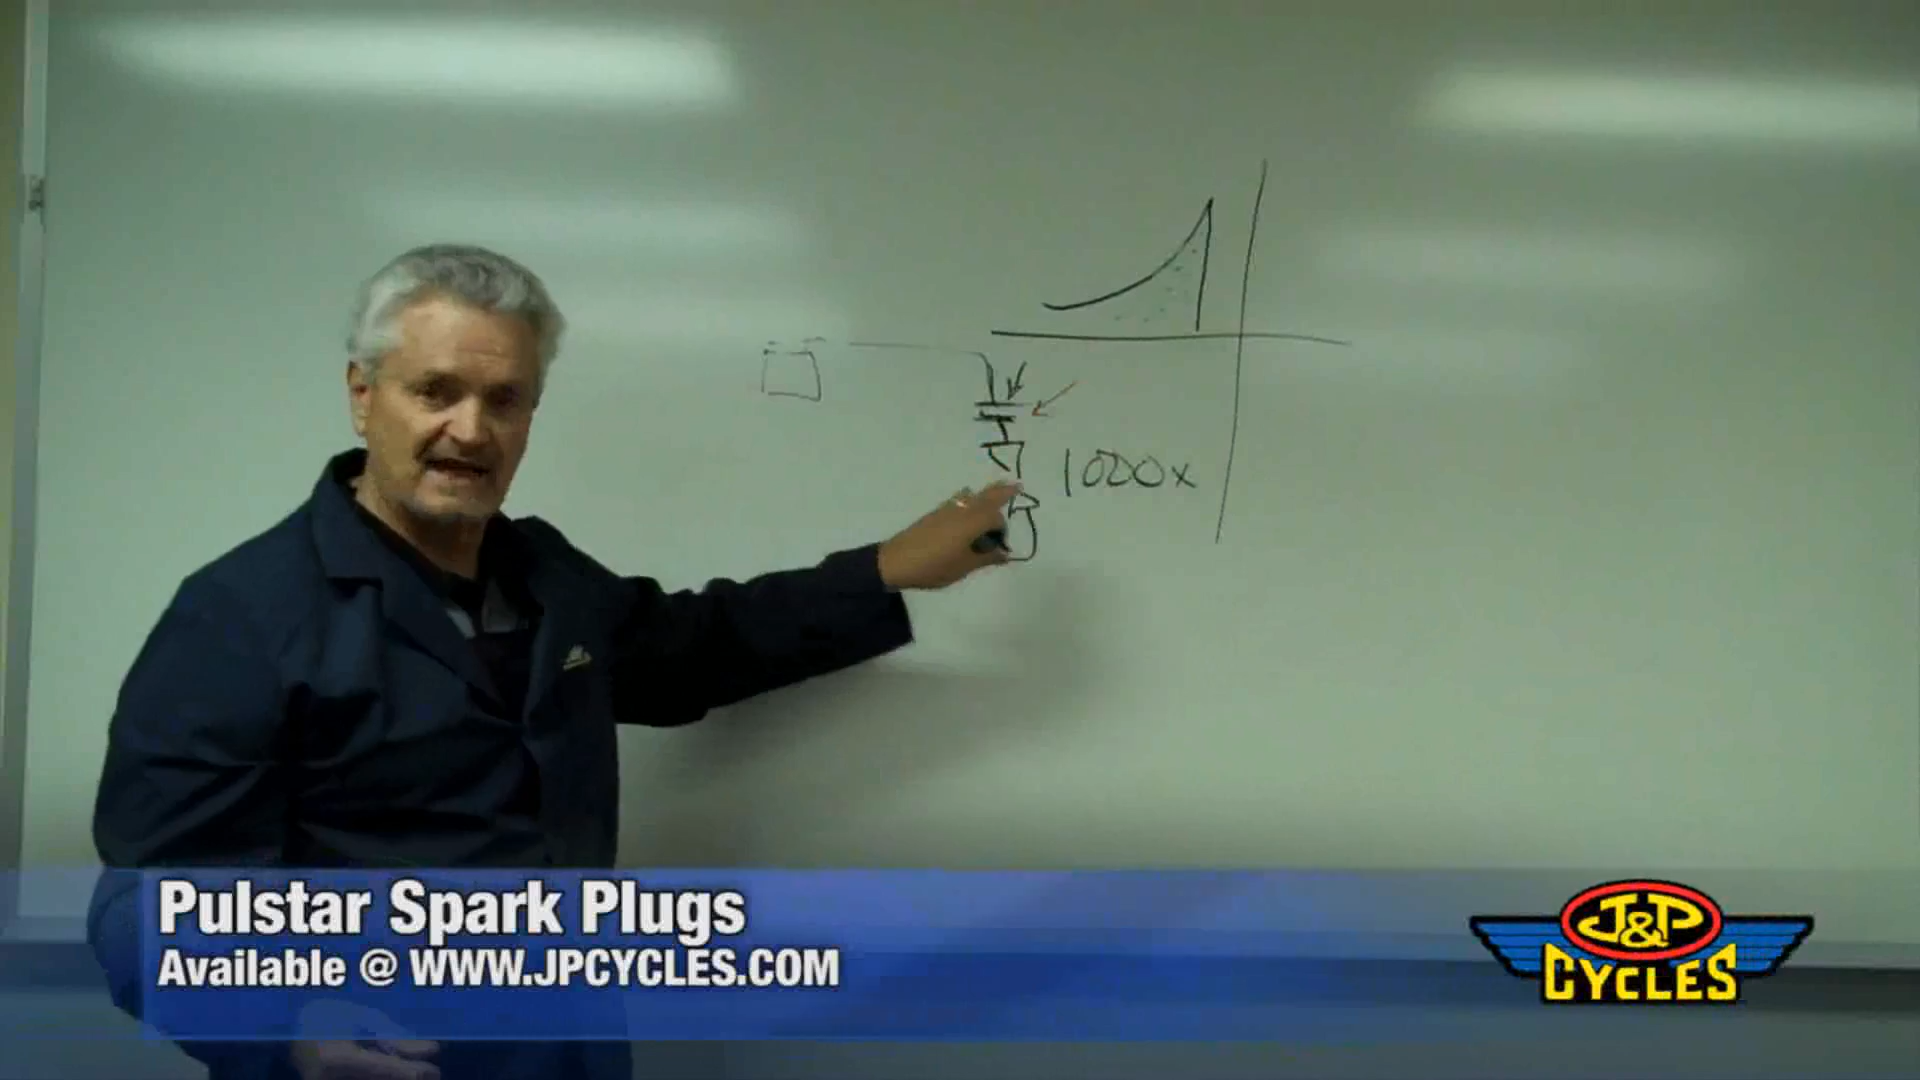 1000x
Pulstar Spark Plugs
Available @ WWW.JPCYCLES.COM
J&P
CYCLES